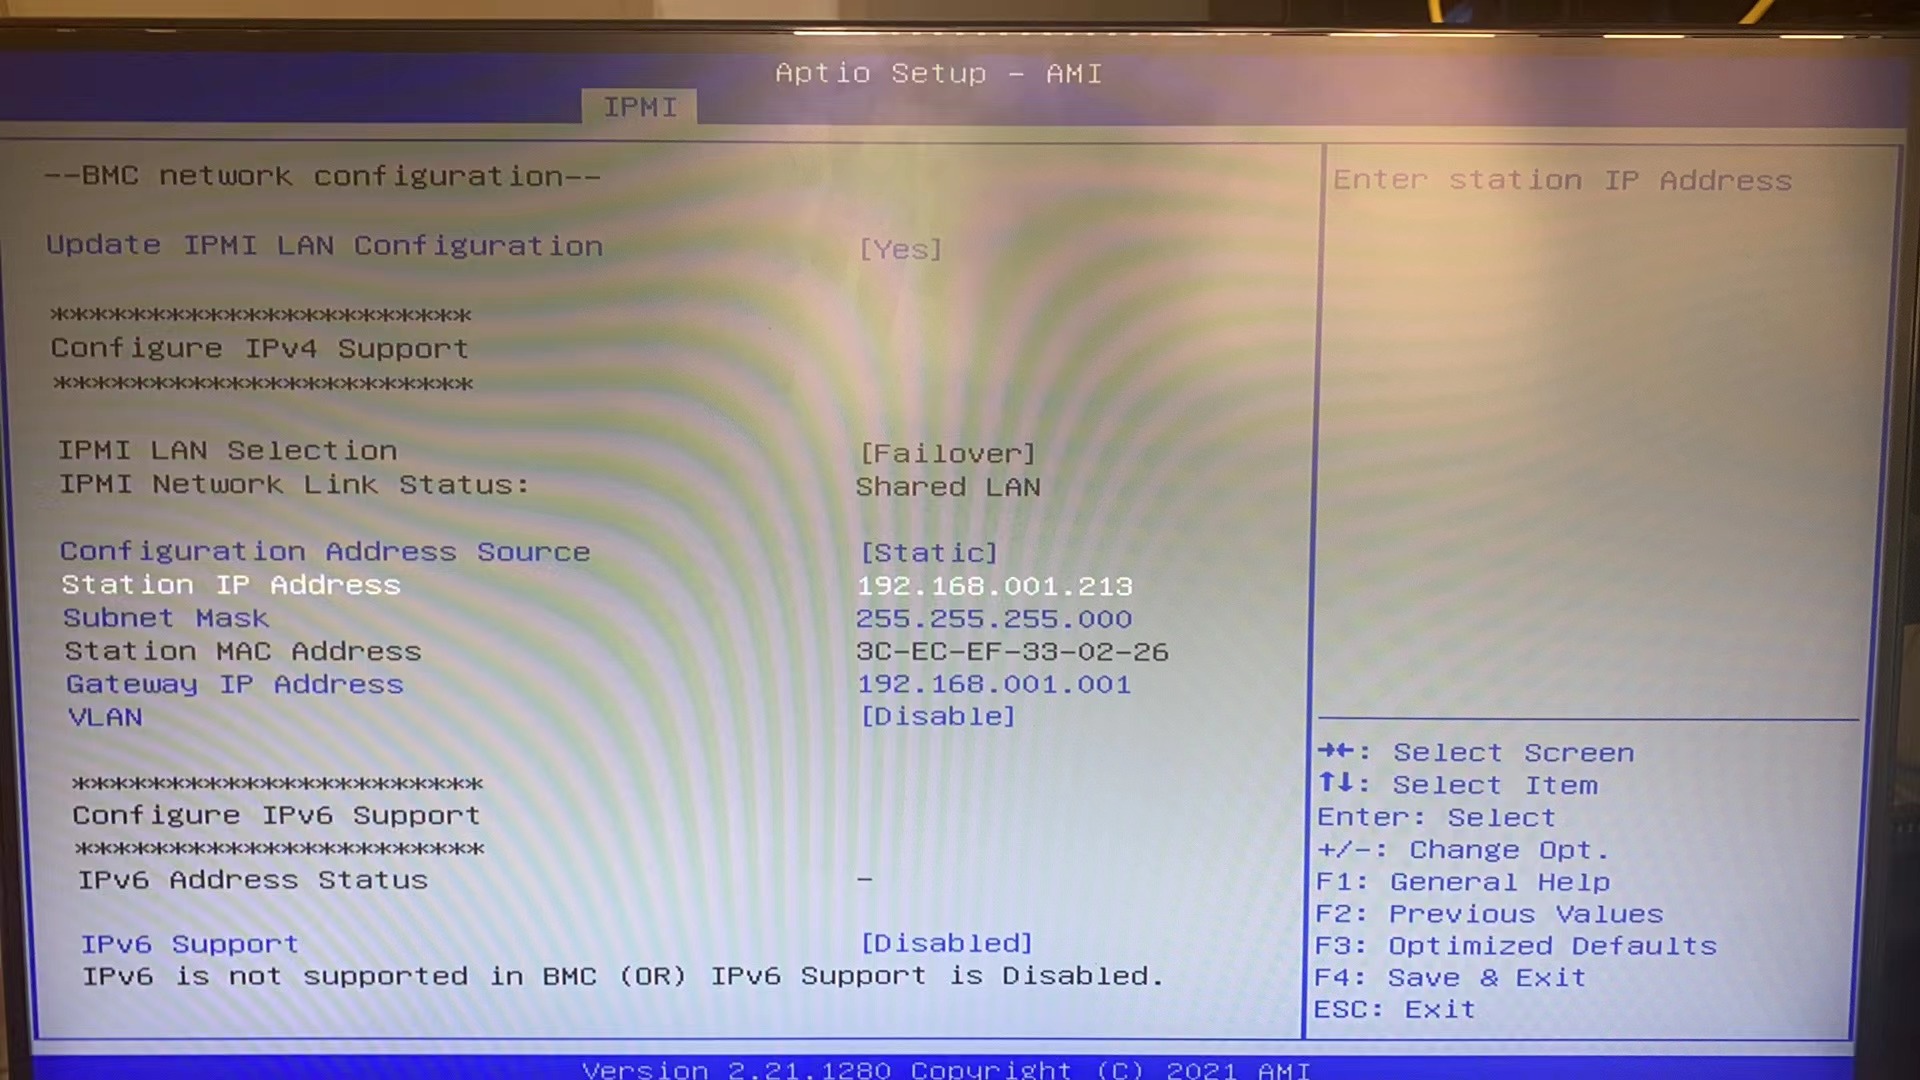 Aptio Setup - AMI
IPMI
--BMC network configuration--
Update IPMI LAN Configuration [Yes]
***********************
Configure IPv4 Support
***********************
IPMI LAN Selection [Failover]
IPMI Network Link Status: Shared LAN
Configuration Address Source [Static]
Station IP Address 192.168.001.213
Subnet Mask 255.255.255.000
Station MAC Address 3C-EC-EF-33-02-26
Gateway IP Address 192.168.001.001
VLAN [Disable]
***********************
Configure IPv6 Support
***********************
IPv6 Address Status -
IPv6 Support [Disabled]
IPv6 is not supported in BMC (OR) IPv6 Support is Disabled.
Enter station IP Address
→←: Select Screen
↑↓: Select Item
Enter: Select
+/-: Change Opt.
F1: General Help
F2: Previous Values
F3: Optimized Defaults
F4: Save & Exit
ESC: Exit
Version 2.21.1280 Copyright (C) 2021 AMI